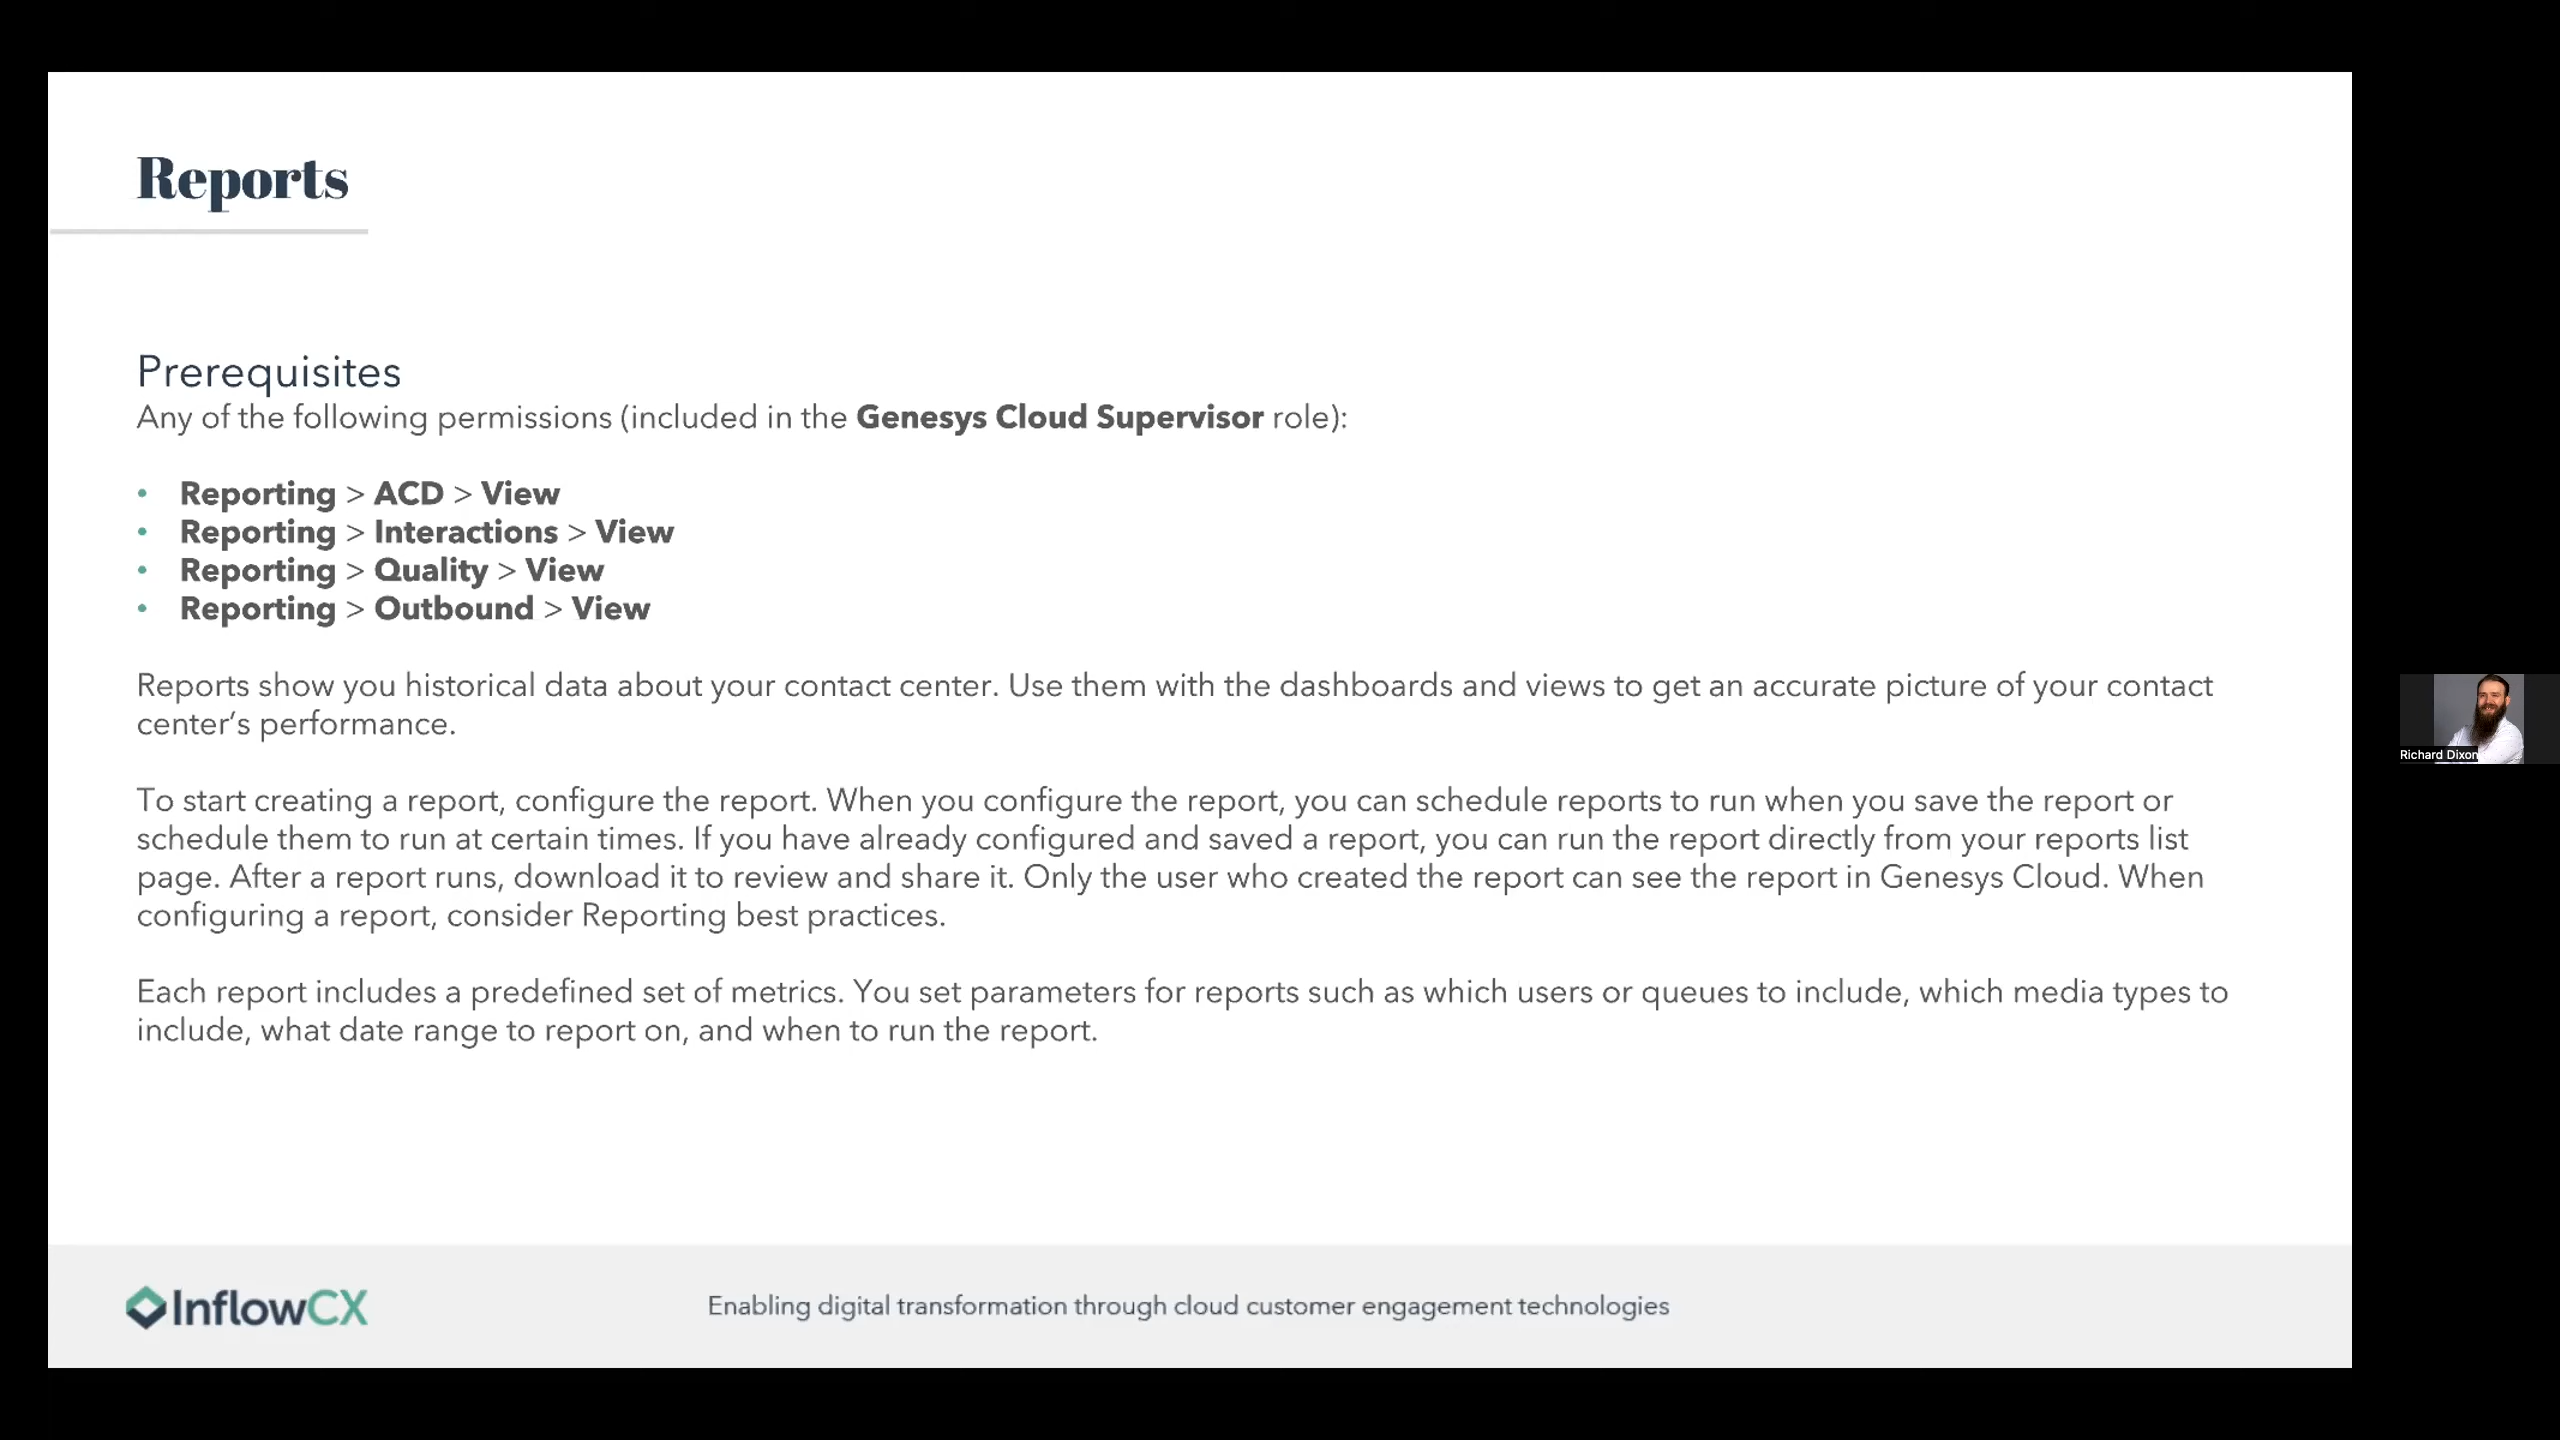 Reports
Prerequisites
Any of the following permissions (included in the Genesys Cloud Supervisor role):
• Reporting > ACD > View
• Reporting > Interactions > View
• Reporting > Quality > View
• Reporting > Outbound > View
Reports show you historical data about your contact center. Use them with the dashboards and views to get an accurate picture of your contact
center’s performance.
To start creating a report, configure the report. When you configure the report, you can schedule reports to run when you save the report or
schedule them to run at certain times. If you have already configured and saved a report, you can run the report directly from your reports list
page. After a report runs, download it to review and share it. Only the user who created the report can see the report in Genesys Cloud. When
configuring a report, consider Reporting best practices.
Each report includes a predefined set of metrics. You set parameters for reports such as which users or queues to include, which media types to
include, what date range to report on, and when to run the report.
InflowCX
Enabling digital transformation through cloud customer engagement technologies
Richard Dixon